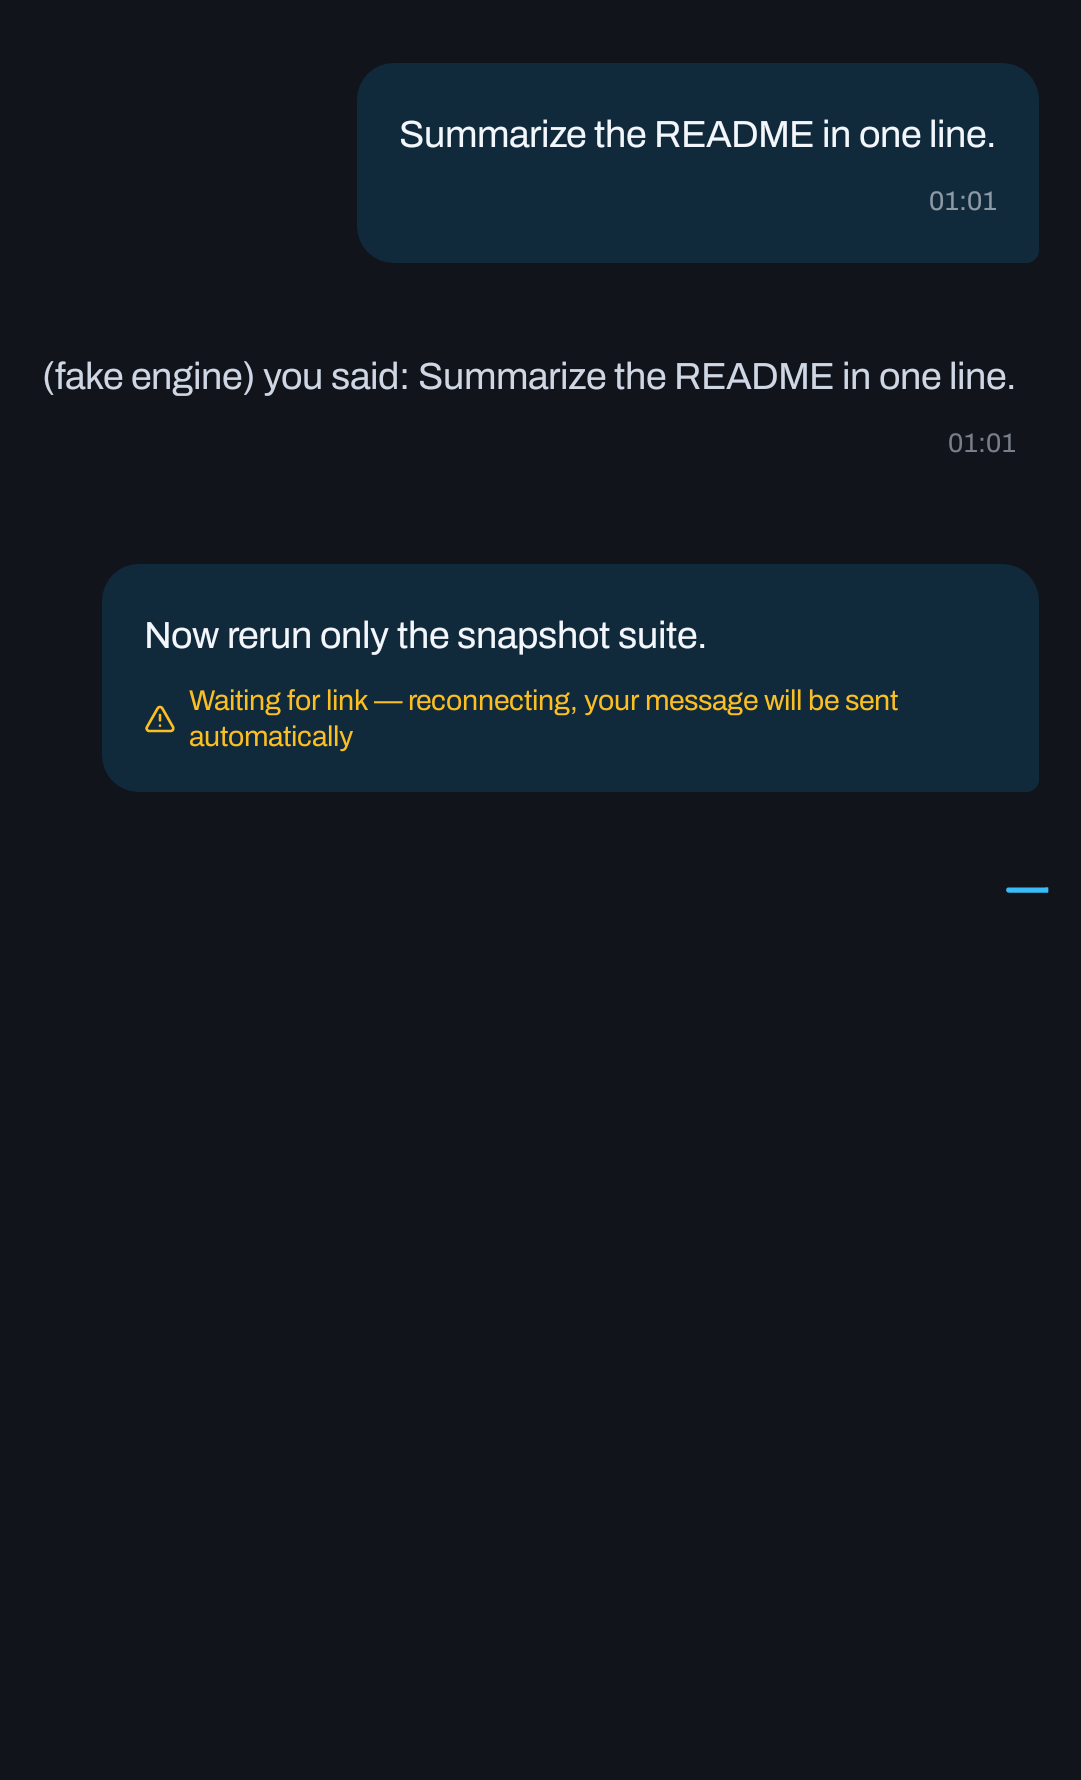 Summarize the README in one line.
01:01
(fake engine) you said: Summarize the README in one line.
01:01
Now rerun only the snapshot suite.
Waiting for link — reconnecting, your message will be sent
automatically